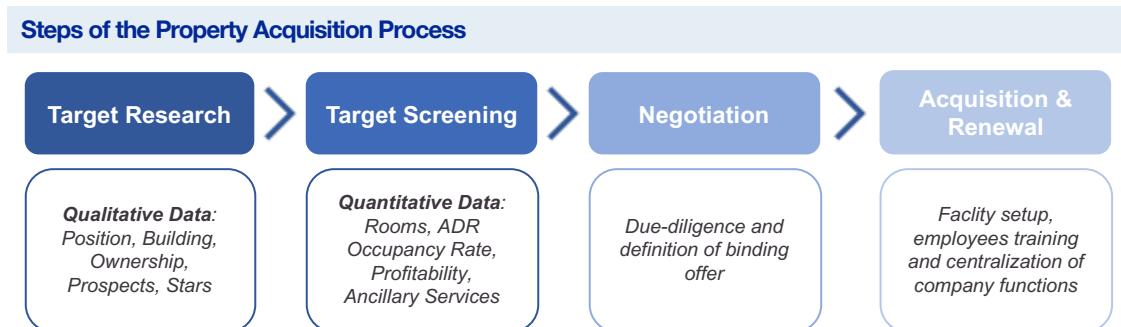 Steps of the Property Acquisition Process
Target Research
Target Screening
Negotiation
Acquisition &
Renewal
Qualitative Data:
Position, Building,
Ownership,
Prospects, Stars
Quantitative Data:
Rooms, ADR
Occupancy Rate,
Profitability,
Ancillary Services
Due-diligence and
definition of binding
offer
Faclity setup,
employees training
and centralization of
company functions